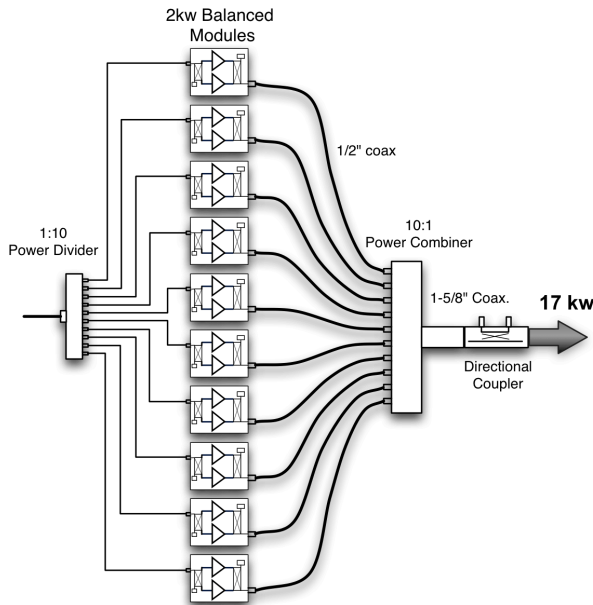 2kw Balanced
Modules
1/2" coax
1:10
Power Divider
10:1
Power Combiner
1-5/8" Coax.
17 kw
Directional
Coupler